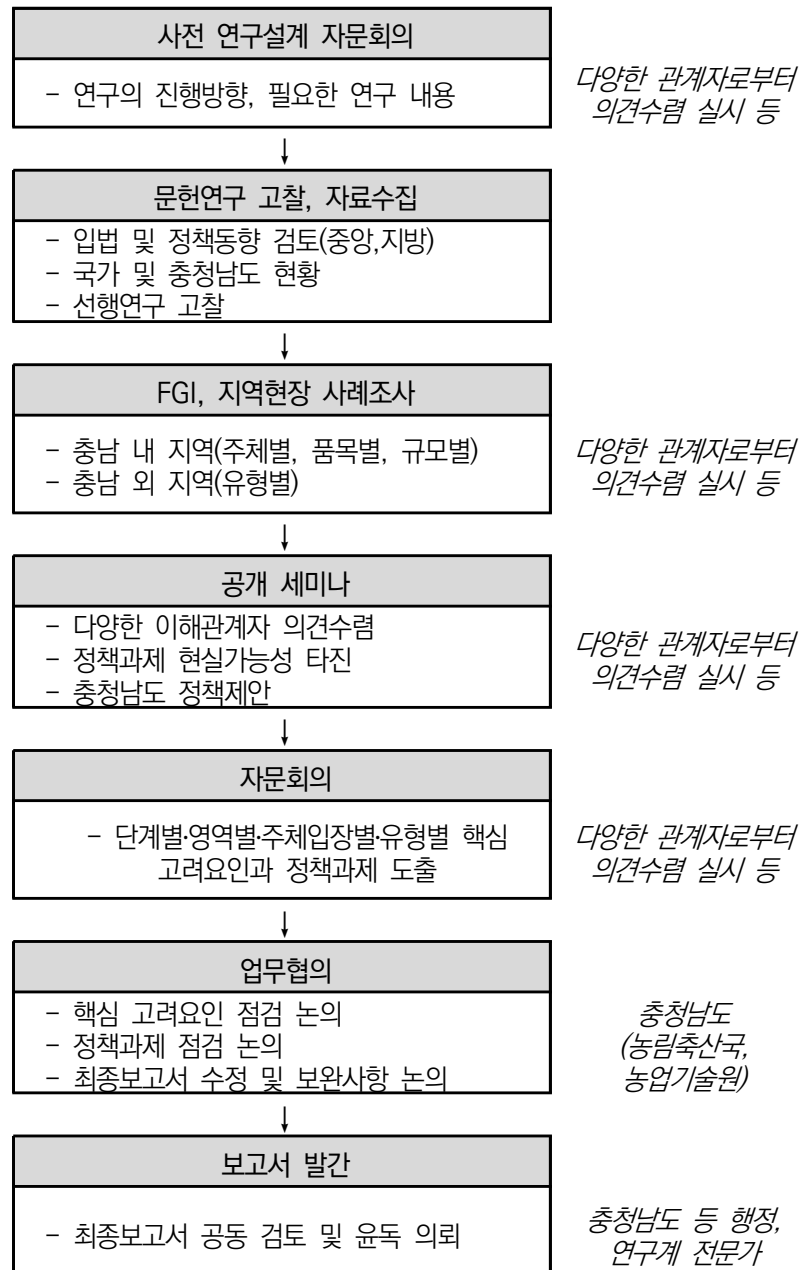 사전 연구설계 자문회의
- 연구의 진행방향, 필요한 연구 내용
다양한 관계자로부터
의견수렴 실시 등
↓
문헌연구 고찰, 자료수집
- 입법 및 정책동향 검토(중앙,지방)
- 국가 및 충청남도 현황
- 선행연구 고찰
↓
FGI, 지역현장 사례조사
- 충남 내 지역(주체별, 품목별, 규모별)
- 충남 외 지역(유형별)
다양한 관계자로부터
의견수렴 실시 등
↓
공개 세미나
- 다양한 이해관계자 의견수렴
- 정책과제 현실가능성 타진
- 충청남도 정책제안
다양한 관계자로부터
의견수렴 실시 등
↓
자문회의
- 단계별·영역별·주체입장별·유형별 핵심
고려요인과 정책과제 도출
다양한 관계자로부터
의견수렴 실시 등
↓
업무협의
- 핵심 고려요인 점검 논의
- 정책과제 점검 논의
- 최종보고서 수정 및 보완사항 논의
충청남도
(농림축산국,
농업기술원)
↓
보고서 발간
- 최종보고서 공동 검토 및 윤독 의뢰
충청남도 등 행정,
연구계 전문가